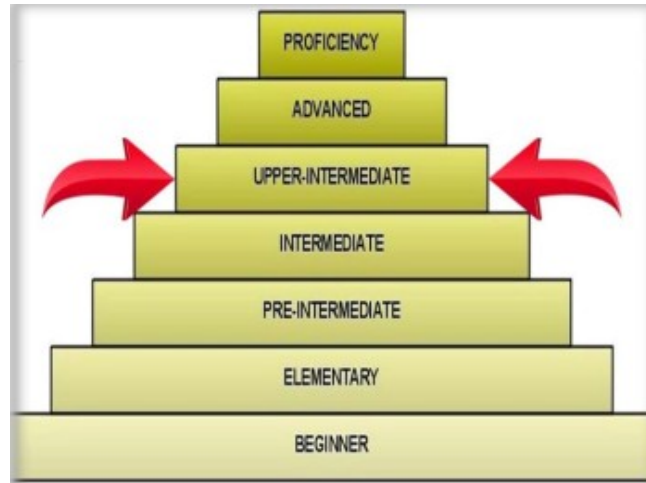 PROFICIENCY
ADVANCED
UPPER-INTERMEDIATE
INTERMEDIATE
PRE-INTERMEDIATE
ELEMENTARY
BEGINNER